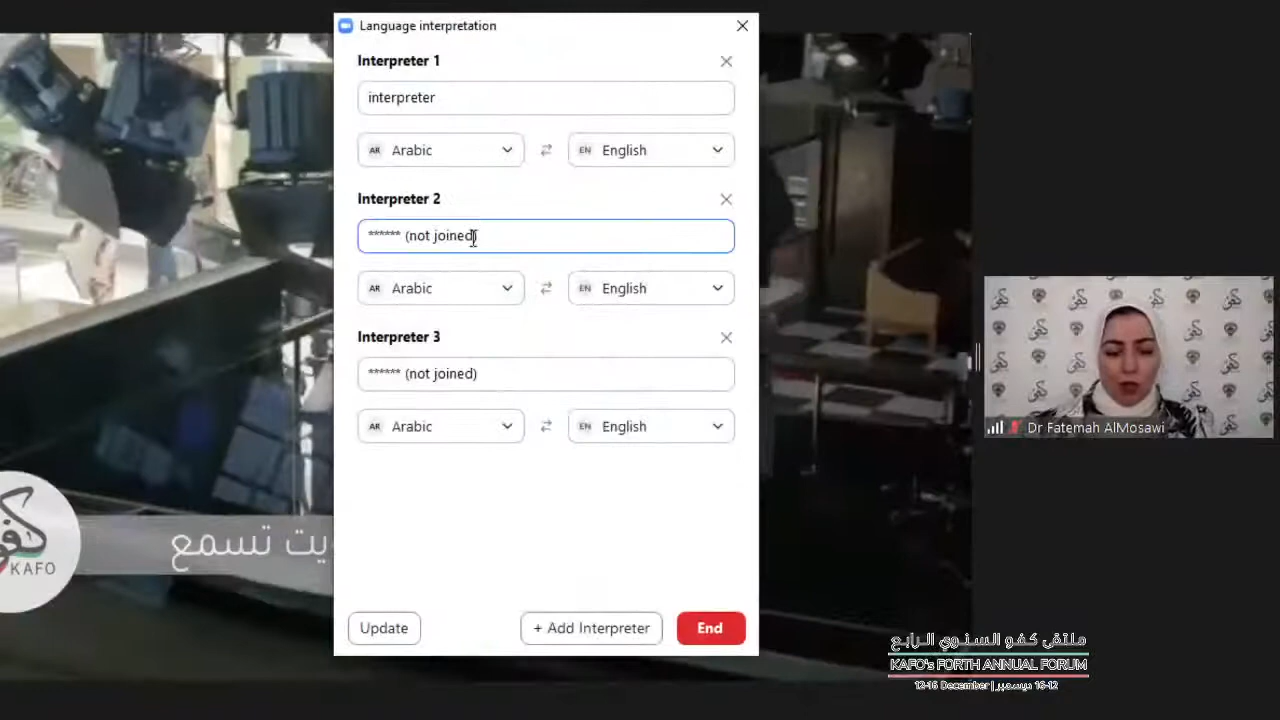 Language interpretation
Interpreter 1
interpreter
AR Arabic
EN English
Interpreter 2
****** (not joined)
AR Arabic
EN English
Interpreter 3
****** (not joined)
AR Arabic
EN English
Update
+ Add Interpreter
End
Dr Fatemah AlMosawi
كفو
KAFO
يت تسمع
ملتقى كفو السنوي الرابع
KAFO's FORTH ANNUAL FORUM
12-16 December | ديسمبر 12-16